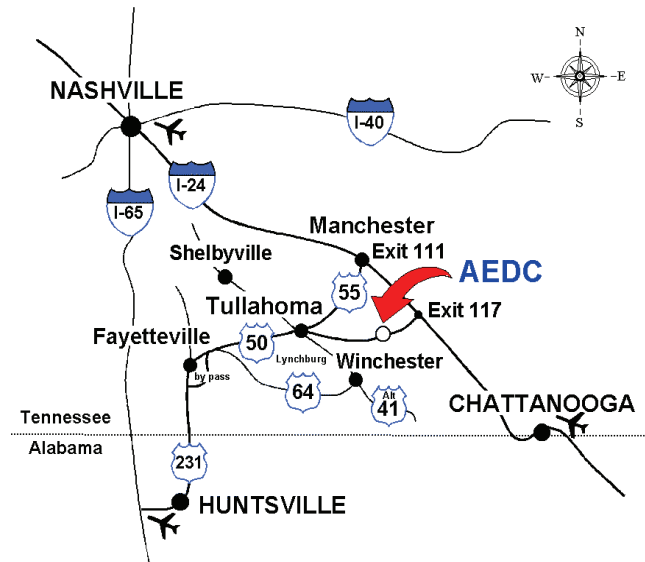 N
W
E
S
NASHVILLE
I-40
I-24
I-65
Manchester
Shelbyville
Exit 111
AEDC
55
Tullahoma
Exit 117
Fayetteville
50
Lynchburg
Winchester
by pass
64
Alt
41
CHATTANOOGA
Tennessee
Alabama
231
HUNTSVILLE